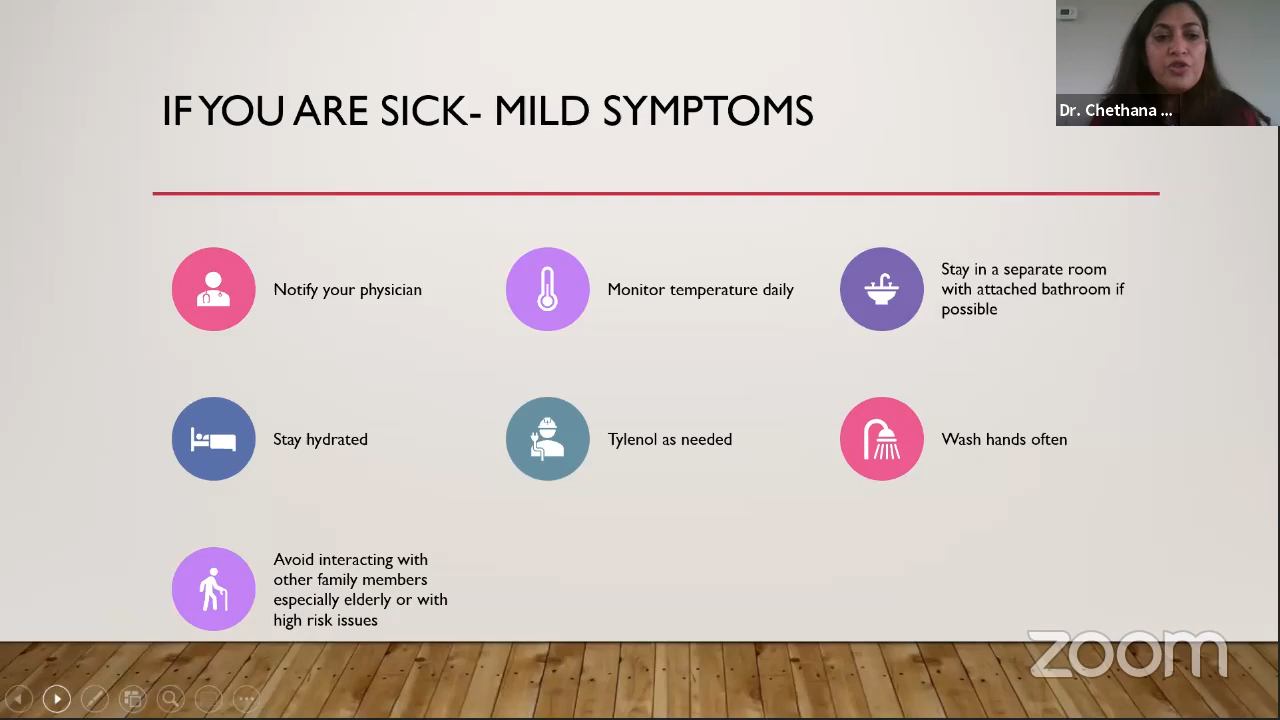 IF YOU ARE SICK- MILD SYMPTOMS
Dr. Chethana ...
Notify your physician
Monitor temperature daily
Stay in a separate room
with attached bathroom if
possible
Stay hydrated
Tylenol as needed
Wash hands often
Avoid interacting with
other family members
especially elderly or with
high risk issues
zoom